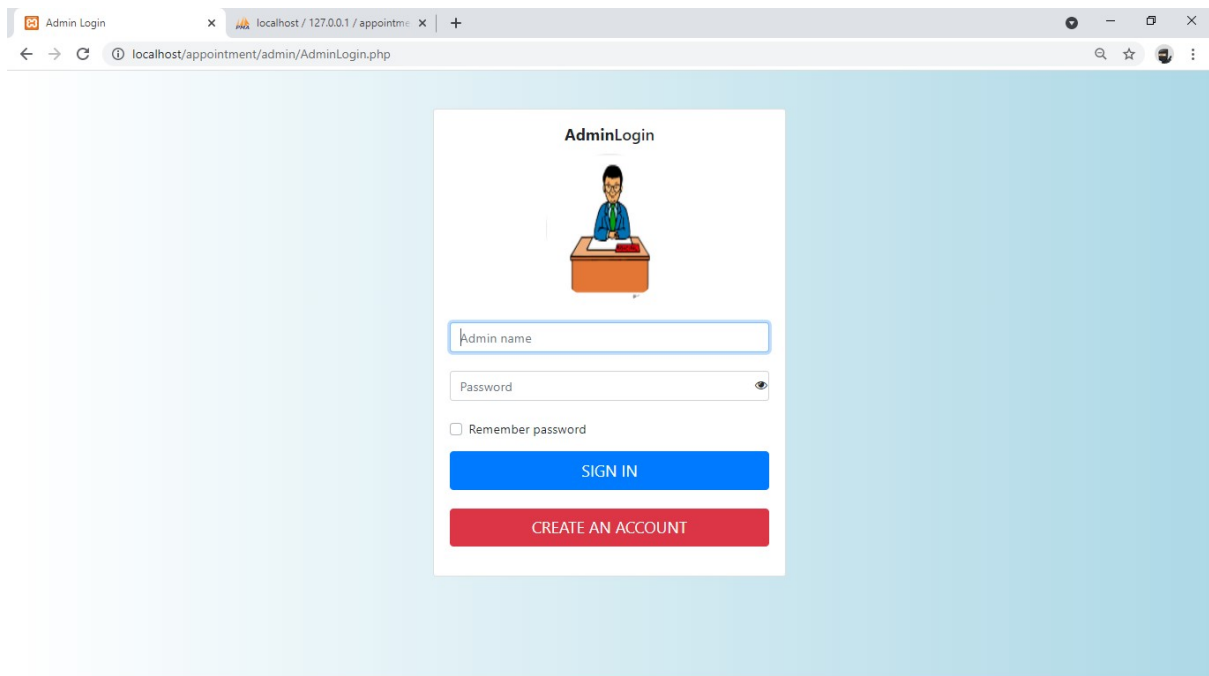 Admin Login
localhost / 127.0.0.1 / appointme
localhost/appointment/admin/AdminLogin.php
AdminLogin
Admin name
Password
Remember password
SIGN IN
CREATE AN ACCOUNT